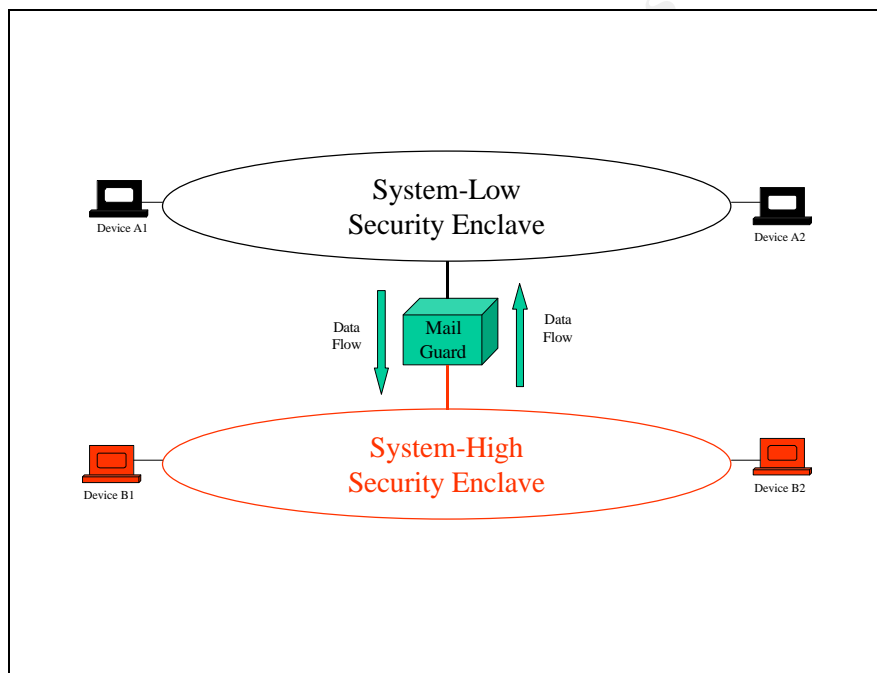 System-Low
Security Enclave
Device A1
Device A2
Data
Flow
Mail
Guard
Data
Flow
System-High
Security Enclave
Device B1
Device B2